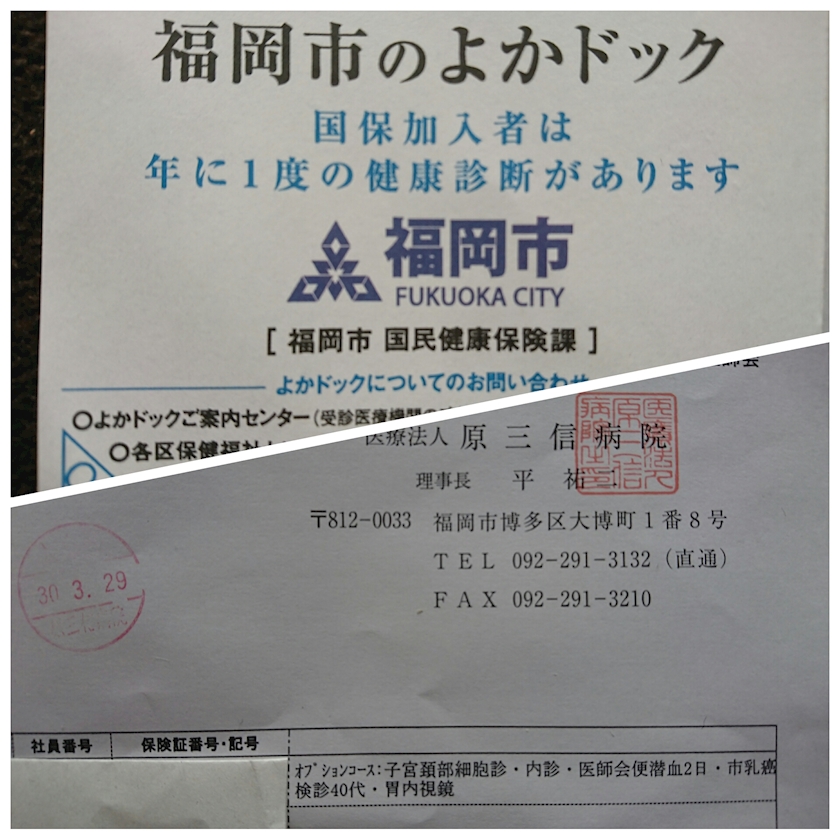 福岡市のよかドック
国保加入者は
年に1度の健康診断があります
福岡市
FUKUOKA CITY
[ 福岡市 国民健康保険課 ]
よかドックについてのお問い合わせ
○よかドックご案内センター(受診医療機関の
○各区保健福祉
医療法人 原三信病院
理事長 平 祐二
〒812-0033 福岡市博多区大博町1番8号
TEL 092-291-3132(直通)
FAX 092-291-3210
30.3.29
社員番号 保険証番号・記号
オプションコース:子宮頚部細胞診・内診・医師会便潜血2日・市乳癌
検診40代・胃内視鏡